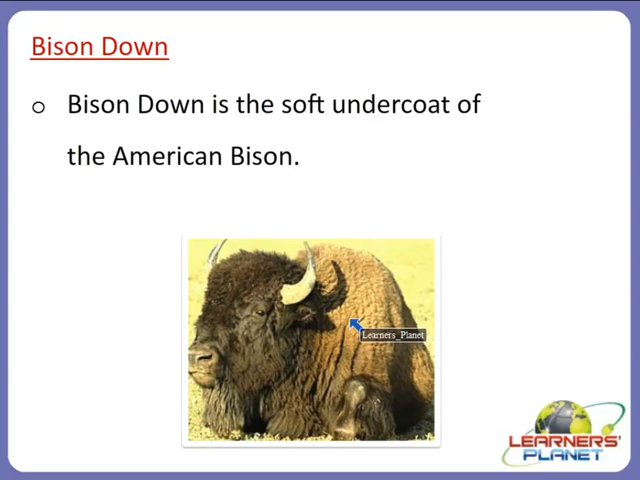 Bison Down
o Bison Down is the soft undercoat of
the American Bison.
Learners_Planet
LEARNERS'
PLANET